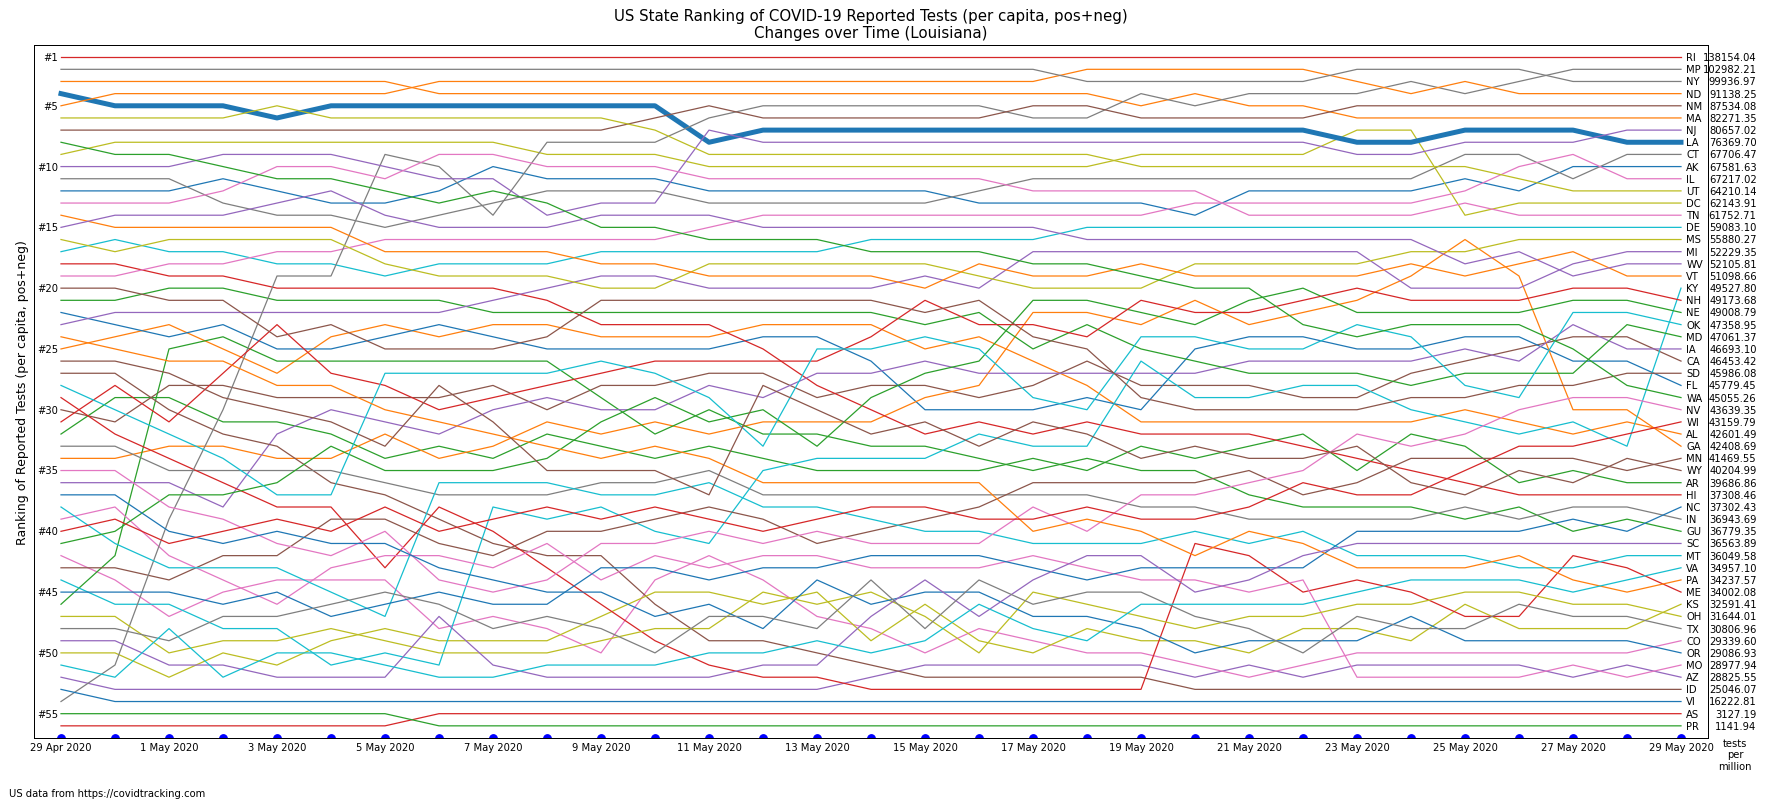 US State Ranking of COVID-19 Reported Tests (per capita, pos+neg)
Changes over Time (Louisiana)
Ranking of Reported Tests (per capita, pos+neg)
#1
#5
#10
#15
#20
#25
#30
#35
#40
#45
#50
#55
RI 138154.04
MP 102982.21
NY 99936.97
ND 91138.25
NM 87534.08
MA 82271.35
NJ 80657.02
LA 76369.70
CT 67706.47
AK 67581.63
IL 67217.02
UT 64210.14
DC 62143.91
TN 61752.71
DE 59083.10
MS 55880.27
MI 52229.35
WV 52105.81
VT 51098.66
KY 49527.80
NH 49173.68
NE 49008.79
OK 47358.95
MD 47061.37
IA 46693.10
CA 46453.42
SD 45986.08
FL 45779.45
WA 45055.26
NV 43639.35
WI 43159.79
AL 42601.49
GA 42408.69
MN 41469.55
WY 40204.99
AR 39686.86
HI 37308.46
NC 37302.43
IN 36943.69
GU 36779.35
SC 36563.89
MT 36049.58
VA 34957.10
PA 34237.57
ME 34002.08
KS 32591.41
OH 31644.01
TX 30806.96
CO 29339.60
OR 29086.93
MO 28977.94
AZ 28825.55
ID 25046.07
VI 16222.81
AS 3127.19
PR 1141.94
29 Apr 2020
1 May 2020
3 May 2020
5 May 2020
7 May 2020
9 May 2020
11 May 2020
13 May 2020
15 May 2020
17 May 2020
19 May 2020
21 May 2020
23 May 2020
25 May 2020
27 May 2020
29 May 2020
tests
per
million
US data from https://covidtracking.com